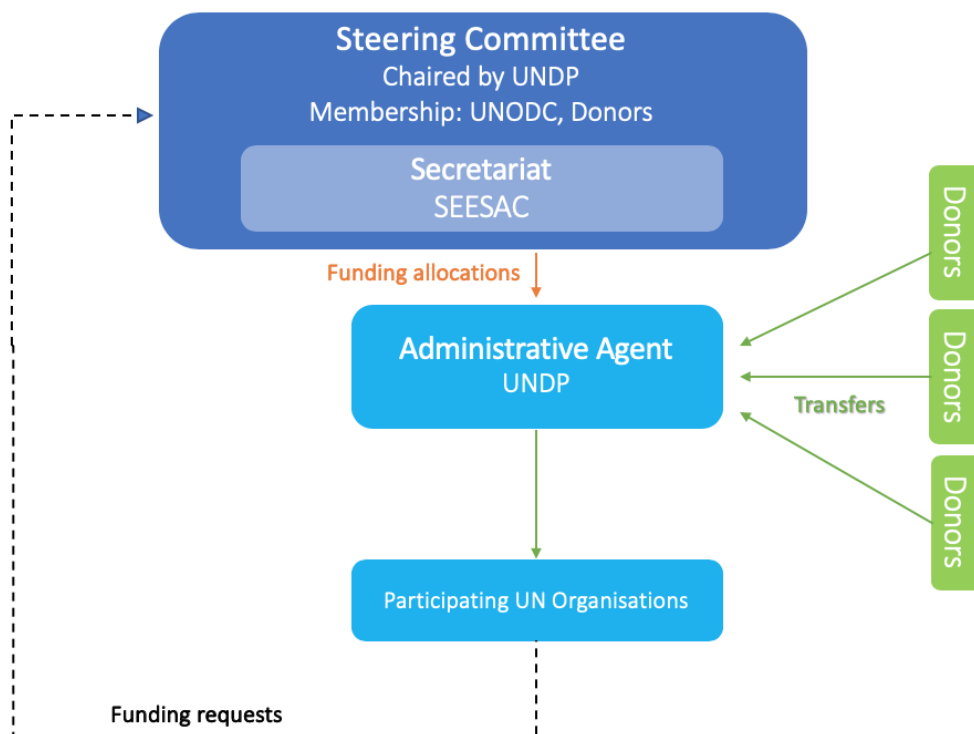 Steering Committee
Chaired by UNDP
Membership: UNODC, Donors
Secretariat
SEESAC
Funding allocations
Administrative Agent
UNDP
Donors
Donors
Transfers
Donors
Participating UN Organisations
Funding requests